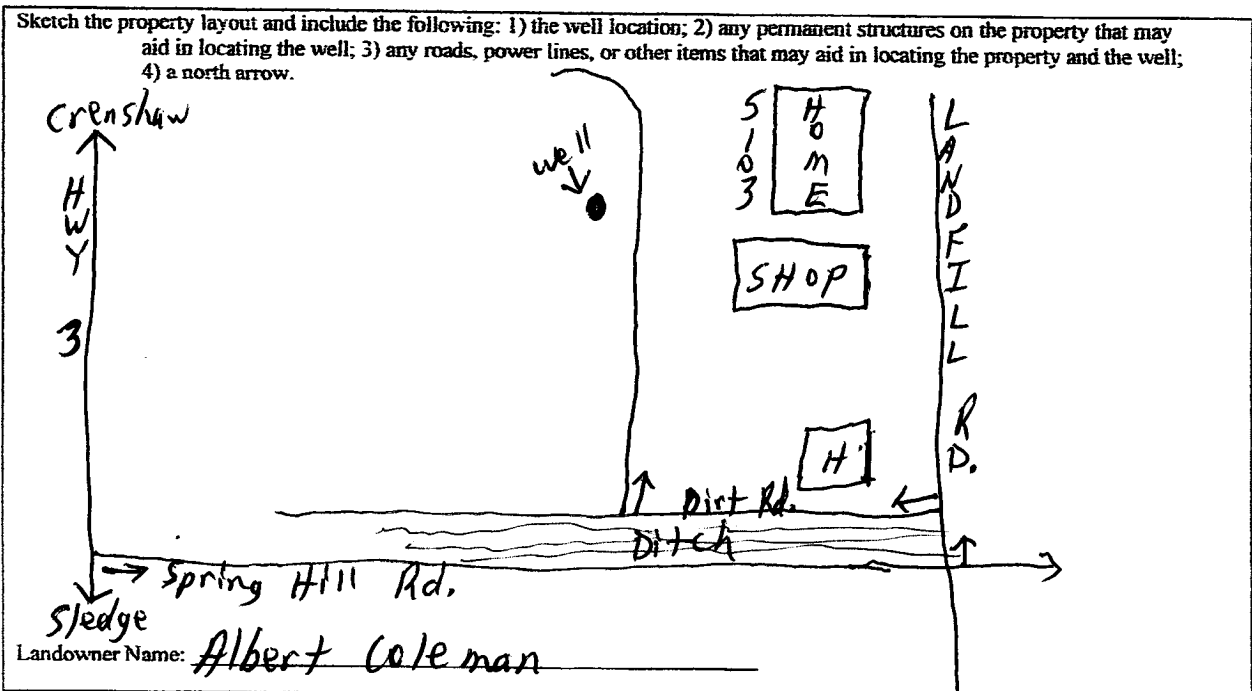 Sketch the property layout and include the following: 1) the well location; 2) any permanent structures on the property that may
aid in locating the well; 3) any roads, power lines, or other items that may aid in locating the property and the well;
4) a north arrow.
Crenshaw
HWY 3
well
5103
HOME
SHOP
LANDFILL RD.
H
Dirt Rd.
Ditch
Spring Hill Rd.
Sledge
Landowner Name: Albert Coleman